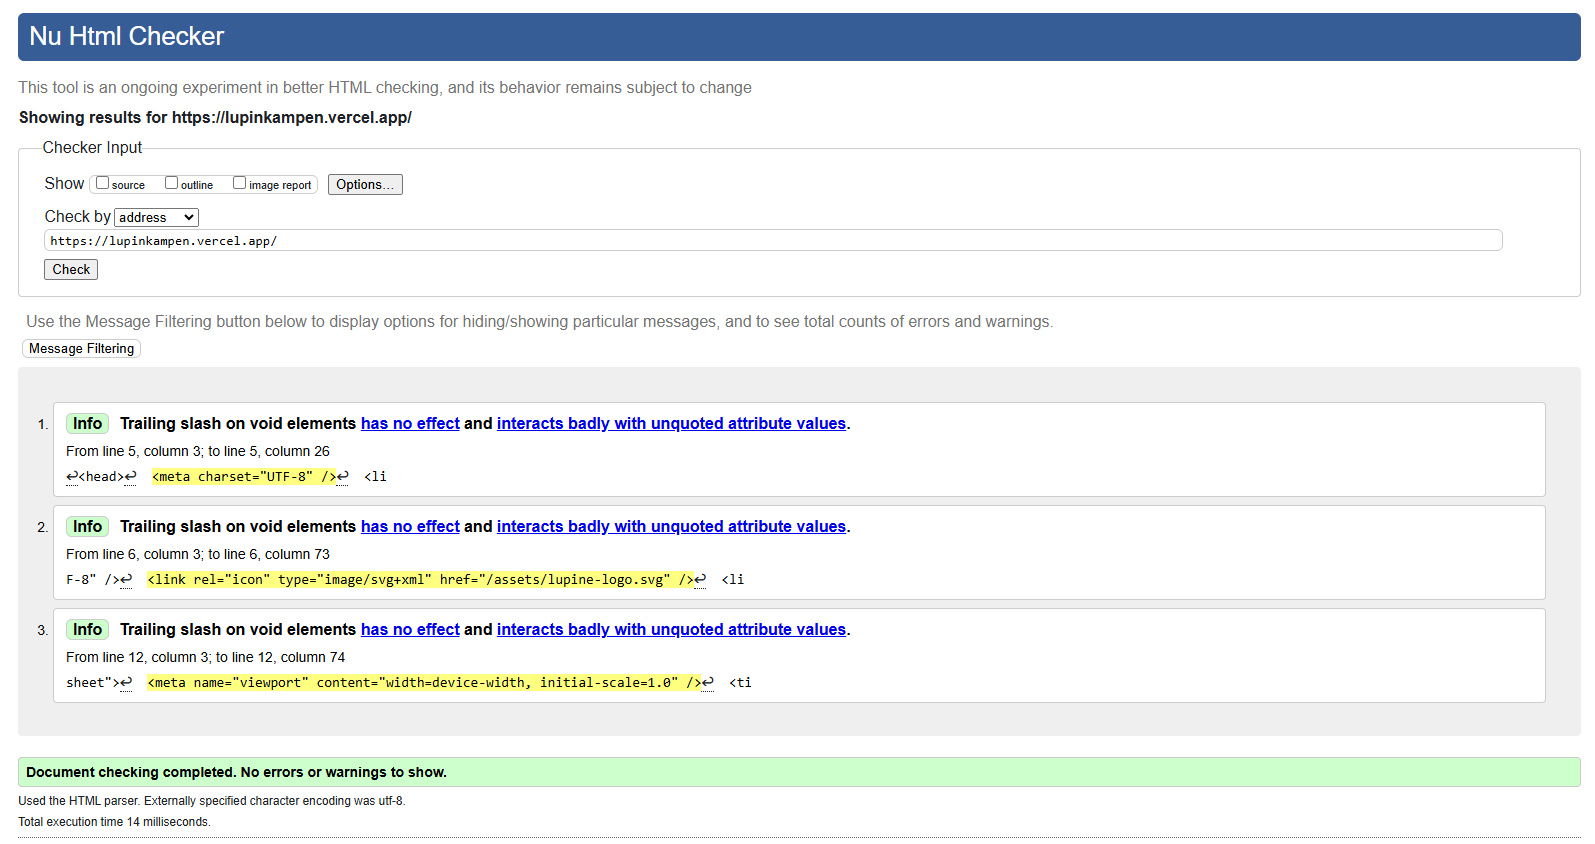 Nu Html Checker
This tool is an ongoing experiment in better HTML checking, and its behavior remains subject to change
Showing results for https://lupinkampen.vercel.app/
Checker Input
Show source outline image report Options...
Check by address
https://lupinkampen.vercel.app/
Check
Use the Message Filtering button below to display options for hiding/showing particular messages, and to see total counts of errors and warnings.
Message Filtering
1. Info Trailing slash on void elements has no effect and interacts badly with unquoted attribute values.
From line 5, column 3; to line 5, column 26
↩<head>↩ <meta charset="UTF-8" />↩ <li
2. Info Trailing slash on void elements has no effect and interacts badly with unquoted attribute values.
From line 6, column 3; to line 6, column 73
F-8" />↩ <link rel="icon" type="image/svg+xml" href="/assets/lupine-logo.svg" />↩ <li
3. Info Trailing slash on void elements has no effect and interacts badly with unquoted attribute values.
From line 12, column 3; to line 12, column 74
sheet">↩ <meta name="viewport" content="width=device-width, initial-scale=1.0" />↩ <ti
Document checking completed. No errors or warnings to show.
Used the HTML parser. Externally specified character encoding was utf-8.
Total execution time 14 milliseconds.